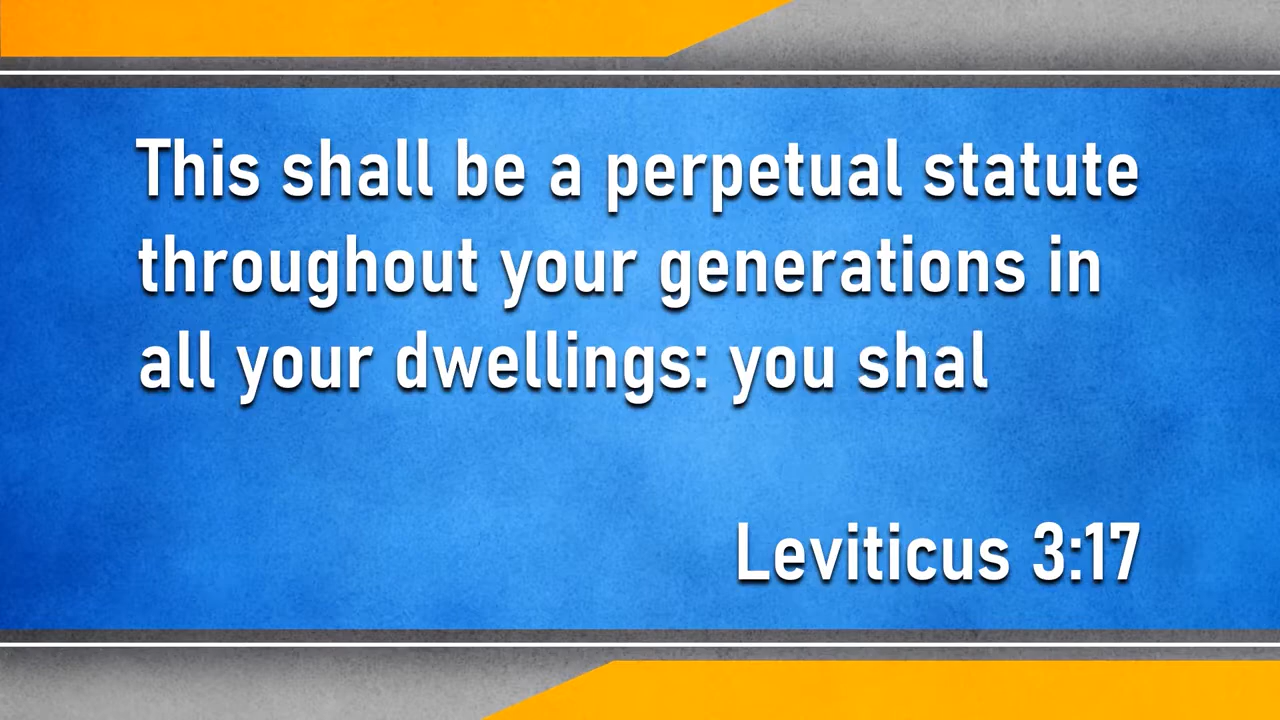 This shall be a perpetual statute
throughout your generations in
all your dwellings: you shal
Leviticus 3:17